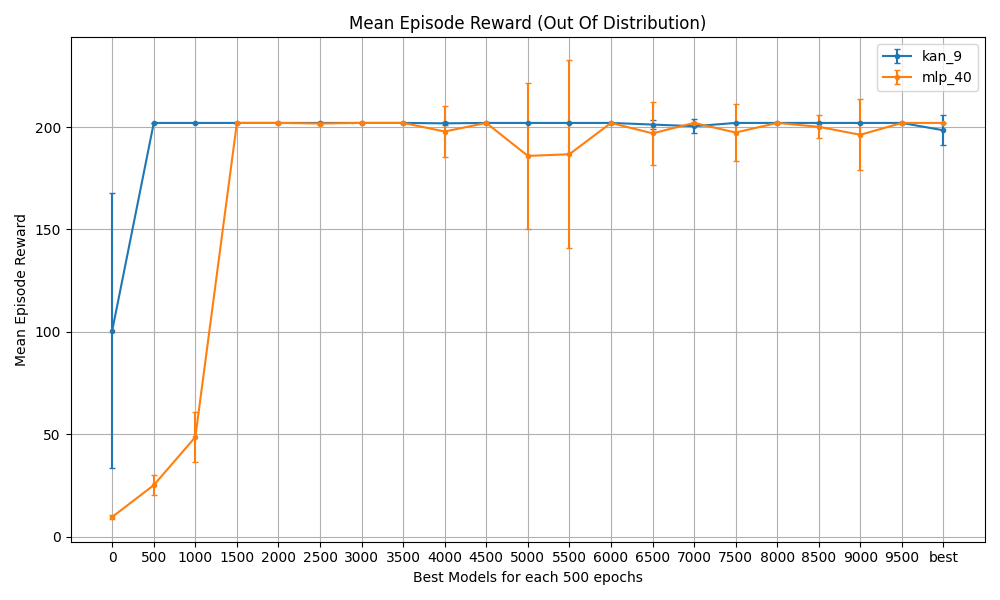 Mean Episode Reward (Out Of Distribution)
kan_9
mlp_40
Mean Episode Reward
200
150
100
50
0
0 500 1000 1500 2000 2500 3000 3500 4000 4500 5000 5500 6000 6500 7000 7500 8000 8500 9000 9500 best
Best Models for each 500 epochs